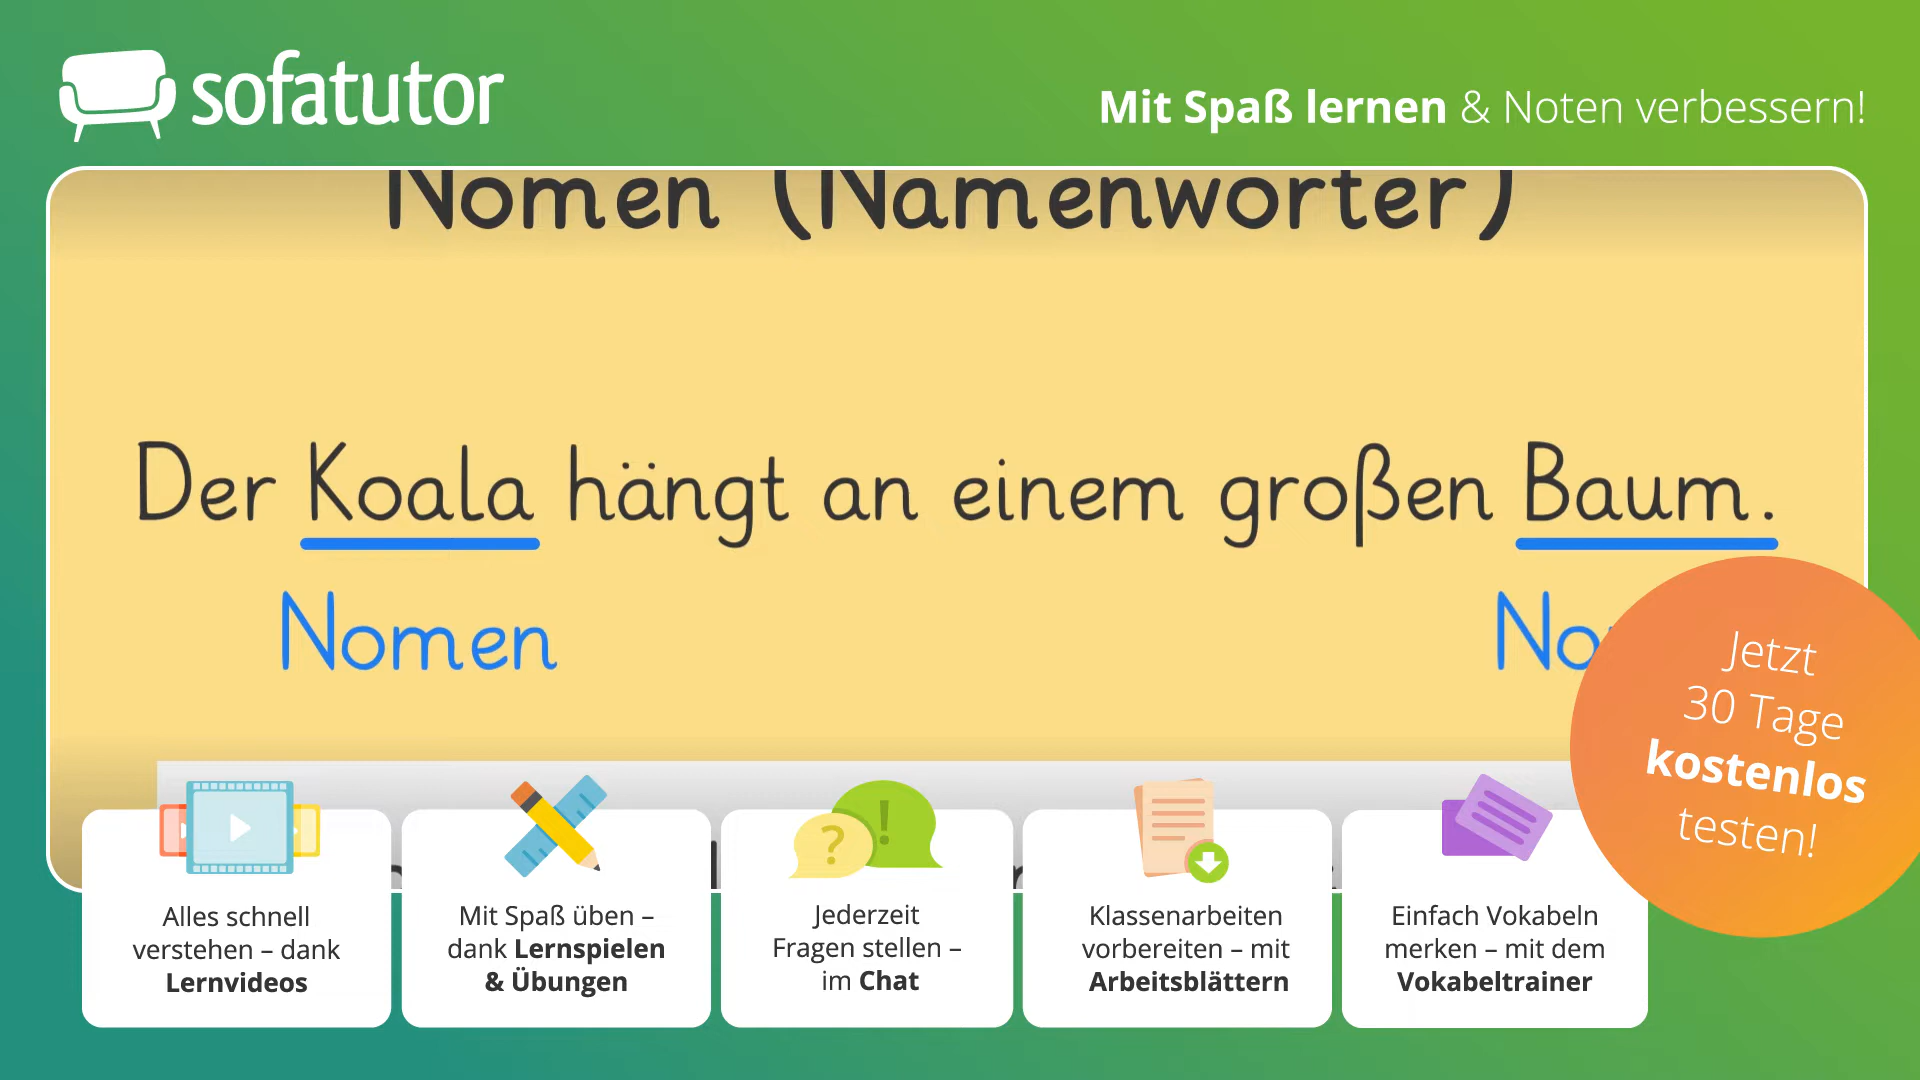 sofatutor
Mit Spaß lernen & Noten verbessern!
Nomen (Namenwörter)
Der Koala hängt an einem großen Baum.
Nomen
Jetzt
30 Tage
kostenlos
testen!
Alles schnell
verstehen – dank
Lernvideos
Mit Spaß üben –
dank Lernspielen
& Übungen
? !
Jederzeit
Fragen stellen –
im Chat
Klassenarbeiten
vorbereiten – mit
Arbeitsblättern
Einfach Vokabeln
merken – mit dem
Vokabeltrainer